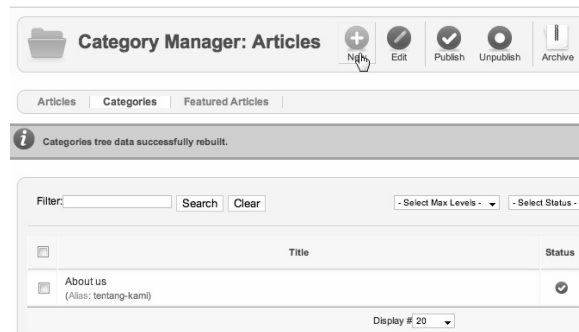 Category Manager: Articles
New
Edit
Publish
Unpublish
Archive
Articles
Categories
Featured Articles
Categories tree data successfully rebuilt.
Filter:
Search
Clear
- Select Max Levels -
- Select Status -
Title
Status
About us
(Alias: tentang-kami)
Display # 20